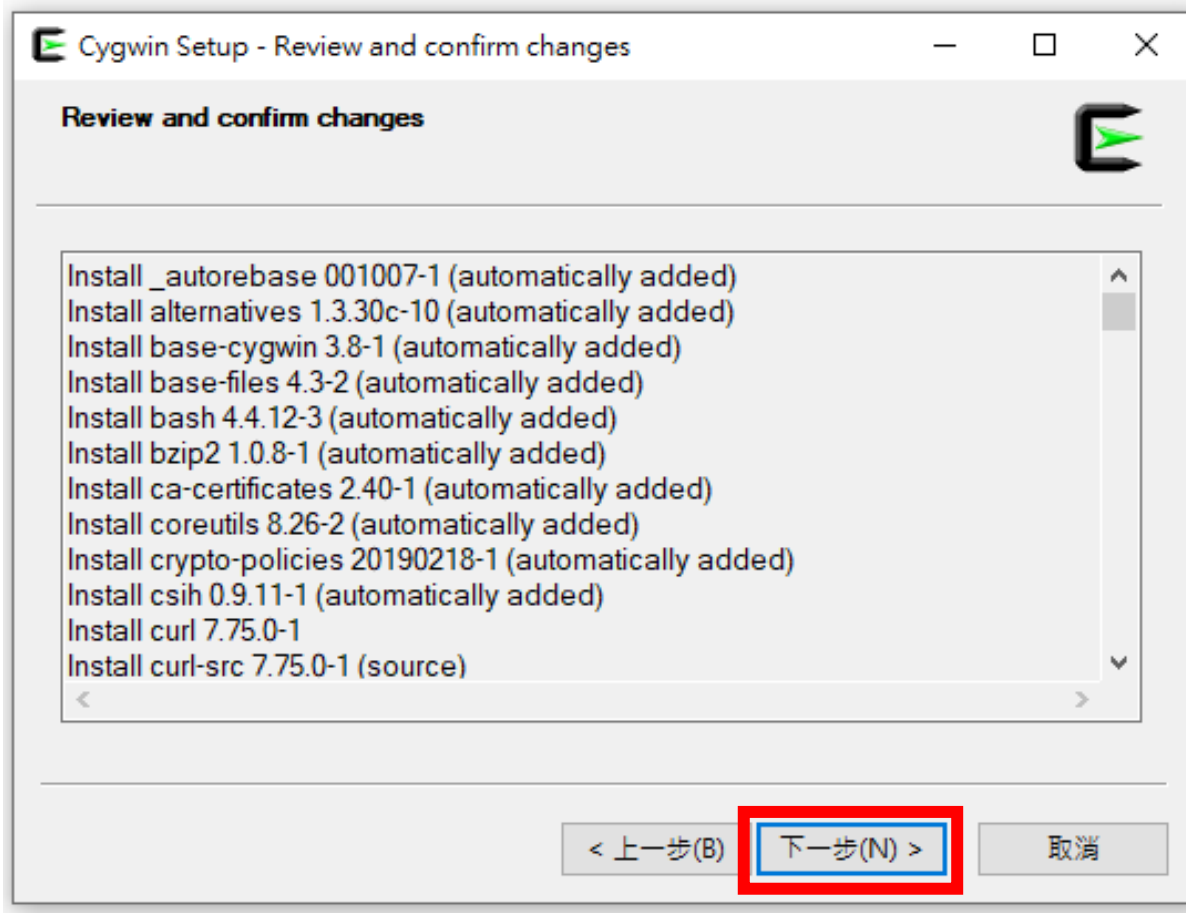 Cygwin Setup - Review and confirm changes
Review and confirm changes
Install _autorebase 001007-1 (automatically added)
Install alternatives 1.3.30c-10 (automatically added)
Install base-cygwin 3.8-1 (automatically added)
Install base-files 4.3-2 (automatically added)
Install bash 4.4.12-3 (automatically added)
Install bzip2 1.0.8-1 (automatically added)
Install ca-certificates 2.40-1 (automatically added)
Install coreutils 8.26-2 (automatically added)
Install crypto-policies 20190218-1 (automatically added)
Install csih 0.9.11-1 (automatically added)
Install curl 7.75.0-1
Install curl-src 7.75.0-1 (source)
< 上一步(B) 下一步(N) > 取消